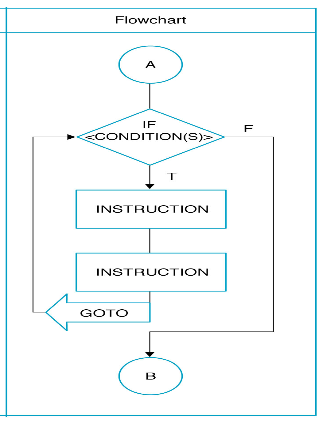 Flowchart
A
IF
<CONDITION(S)>
F
T
INSTRUCTION
INSTRUCTION
GOTO
B